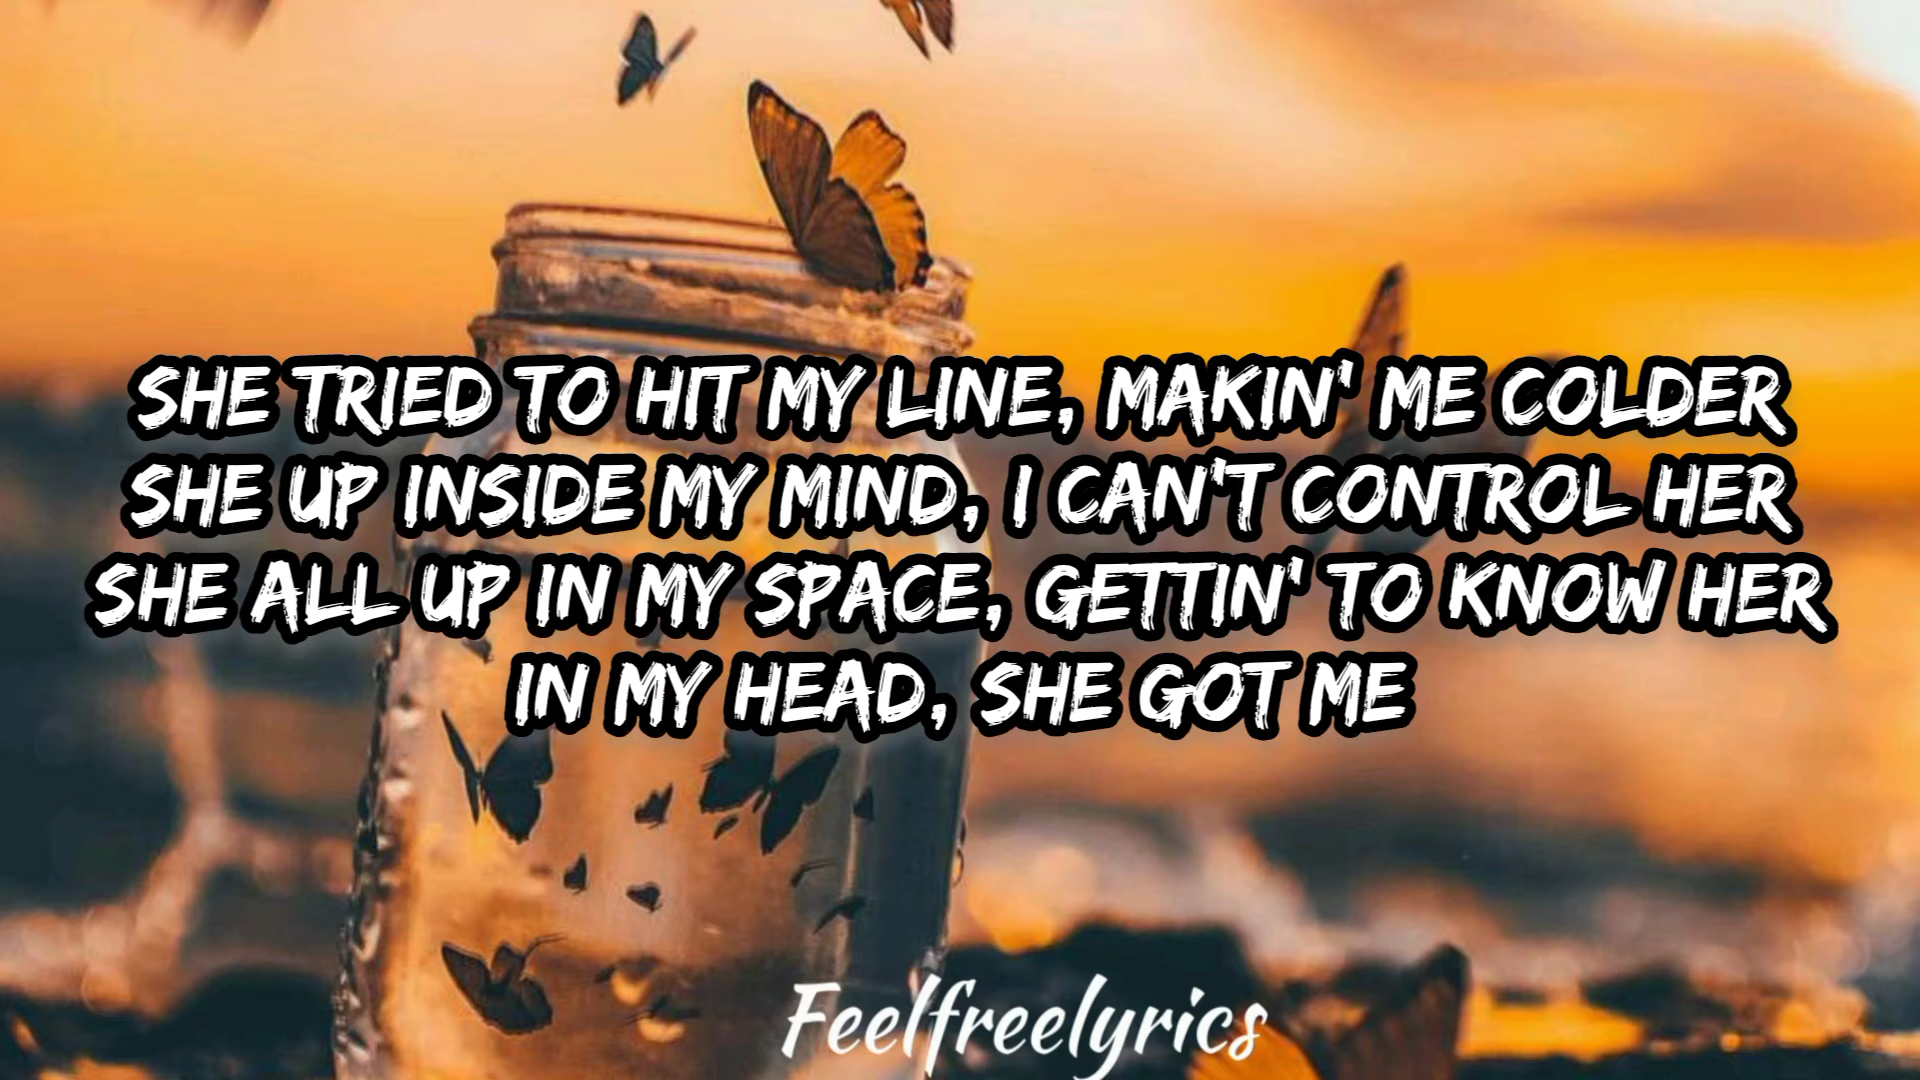 SHE TRIED TO HIT MY LINE, MAKIN' ME COLDER
SHE UP INSIDE MY MIND, I CAN'T CONTROL HER
SHE ALL UP IN MY SPACE, GETTIN' TO KNOW HER
IN MY HEAD, SHE GOT ME
Feelfreelyrics